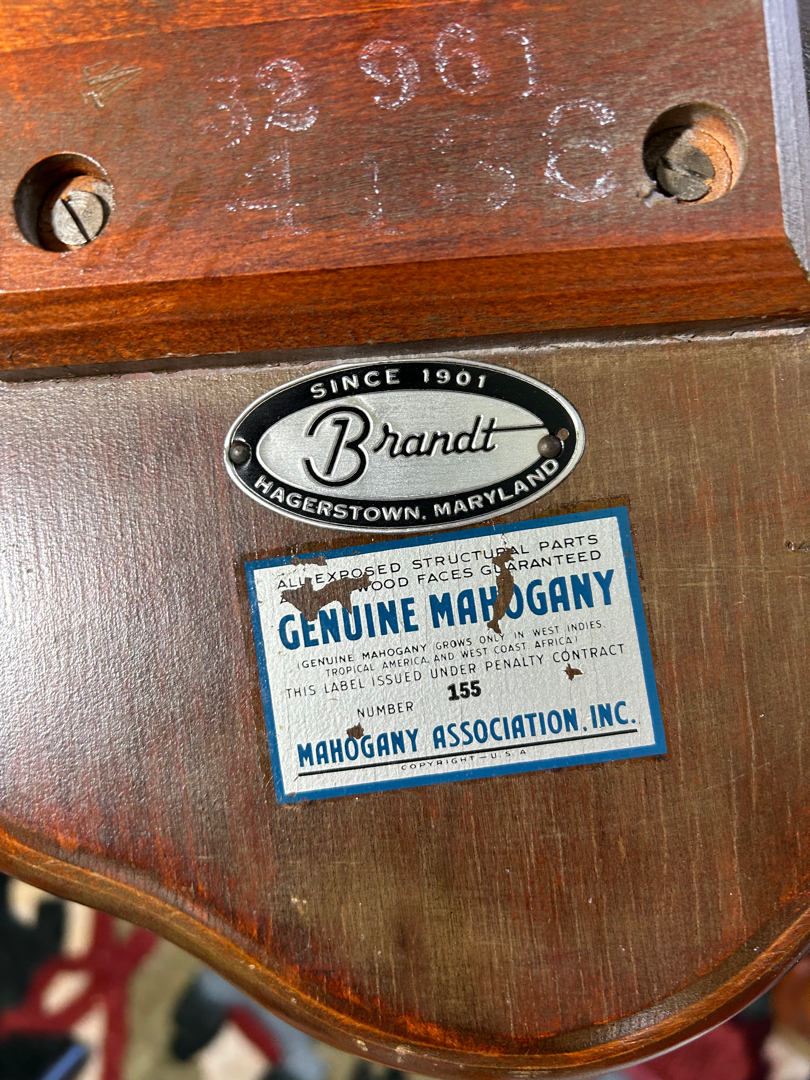 32 961
SINCE 1901
Brandt
HAGERSTOWN, MARYLAND
ALL EXPOSED STRUCTURAL PARTS
WOOD FACES GUARANTEED
GENUINE MAHOGANY
(GENUINE MAHOGANY GROWS ONLY IN WEST INDIES,
TROPICAL AMERICA, AND WEST COAST AFRICA)
THIS LABEL ISSUED UNDER PENALTY CONTRACT
NUMBER 155
MAHOGANY ASSOCIATION, INC.
COPYRIGHT—U.S.A